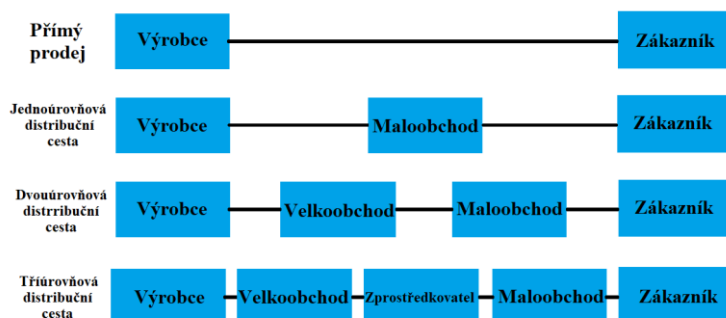 Přímý
prodej
Výrobce
Zákazník
Jednoúrovňová
distribuční
cesta
Výrobce
Maloobchod
Zákazník
Dvouúrovňová
distrribuční
cesta
Výrobce
Velkoobchod
Maloobchod
Zákazník
Tříúrovňová
distribuční
cesta
Výrobce
Velkoobchod
Zprostředkovatel
Maloobchod
Zákazník